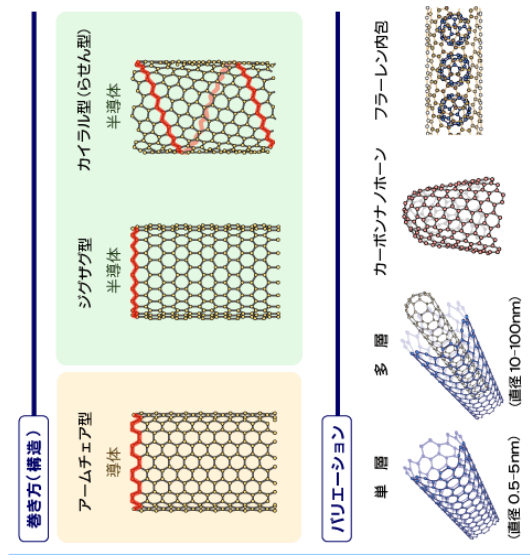 巻き方(構造)
アームチェア型
導体
ジグザグ型
半導体
カイラル型(らせん型)
半導体
バリエーション
単 層
(直径 0.5-5nm)
多 層
(直径 10-100nm)
カーボンナノホーン
フラーレン内包